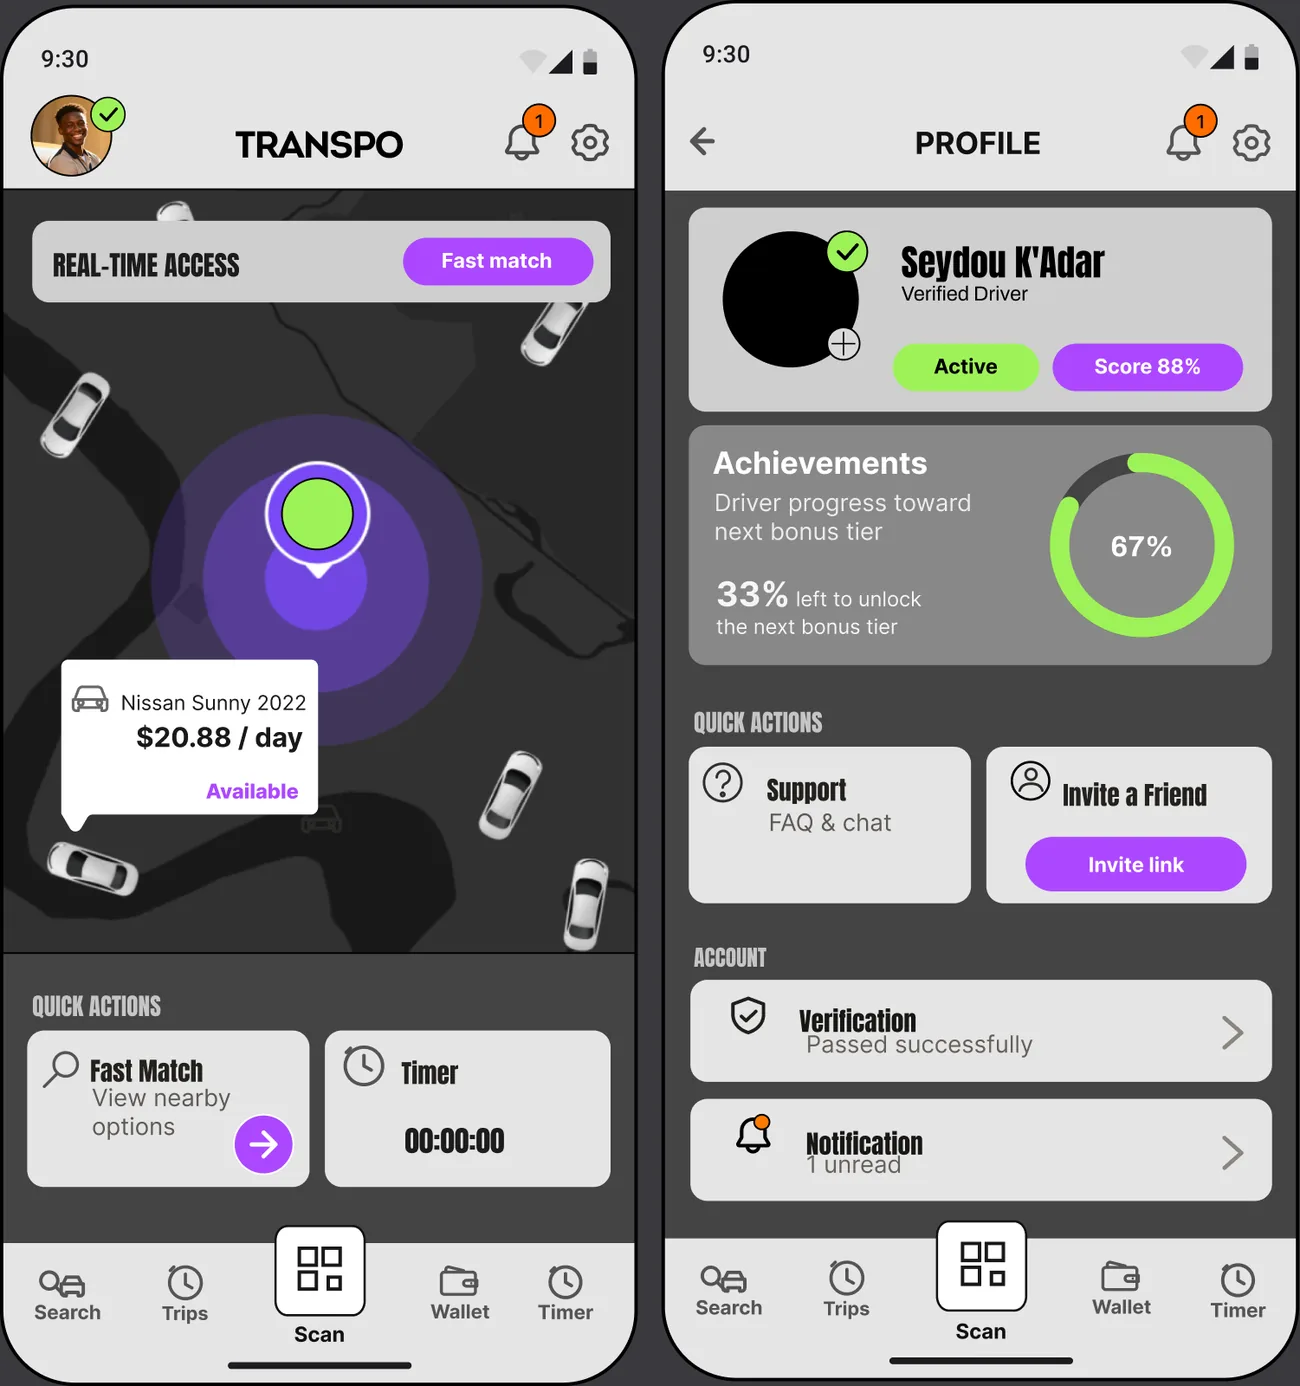 9:30
TRANSPO
1
REAL-TIME ACCESS
Fast match
Nissan Sunny 2022
$20.88 / day
Available
QUICK ACTIONS
Fast Match
View nearby
options
Timer
00:00:00
Search
Trips
Scan
Wallet
Timer
9:30
PROFILE
1
Seydou K'Adar
Verified Driver
Active
Score 88%
Achievements
Driver progress toward
next bonus tier
33% left to unlock
the next bonus tier
67%
QUICK ACTIONS
Support
FAQ & chat
Invite a Friend
Invite link
ACCOUNT
Verification
Passed successfully
Notification
1 unread
Search
Trips
Scan
Wallet
Timer